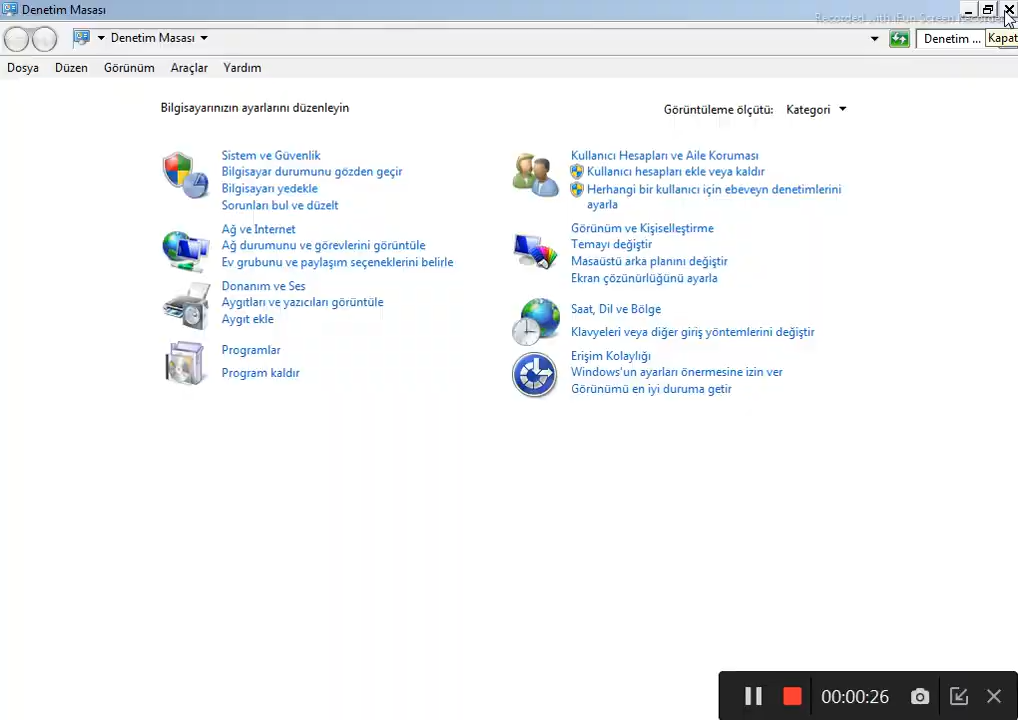 Denetim Masası
Recorded with iFun Screen Recorder
Denetim Masası
Denetim ...
Kapat
Dosya Düzen Görünüm Araçlar Yardım
Bilgisayarınızın ayarlarını düzenleyin
Görüntüleme ölçütü: Kategori
Sistem ve Güvenlik
Bilgisayar durumunu gözden geçir
Bilgisayarı yedekle
Sorunları bul ve düzelt
Ağ ve Internet
Ağ durumunu ve görevlerini görüntüle
Ev grubunu ve paylaşım seçeneklerini belirle
Donanım ve Ses
Aygıtları ve yazıcıları görüntüle
Aygıt ekle
Programlar
Program kaldır
Kullanıcı Hesapları ve Aile Koruması
Kullanıcı hesapları ekle veya kaldır
Herhangi bir kullanıcı için ebeveyn denetimlerini
ayarla
Görünüm ve Kişiselleştirme
Temayı değiştir
Masaüstü arka planını değiştir
Ekran çözünürlüğünü ayarla
Saat, Dil ve Bölge
Klavyeleri veya diğer giriş yöntemlerini değiştir
Erişim Kolaylığı
Windows'un ayarları önermesine izin ver
Görünümü en iyi duruma getir
00:00:26